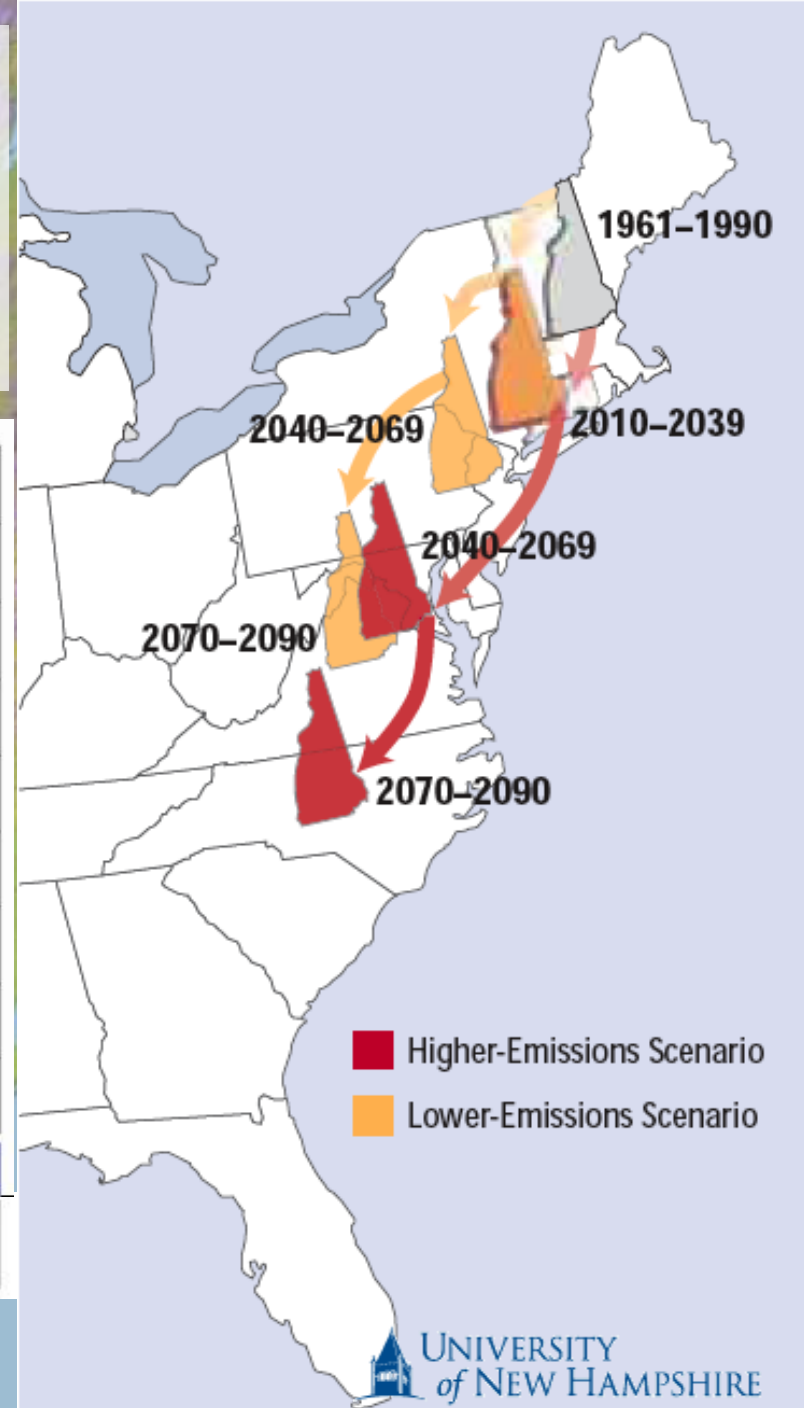 1961–1990
2010–2039
2040–2069
2040–2069
2070–2090
2070–2090
Higher-Emissions Scenario
Lower-Emissions Scenario
UNIVERSITY
of NEW HAMPSHIRE